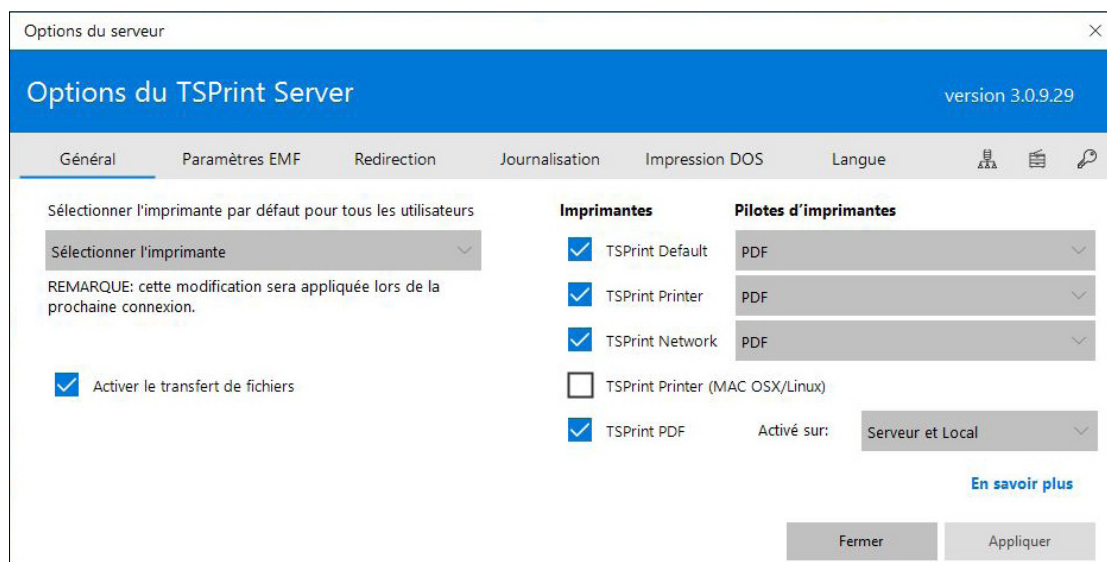 Options du serveur
Options du TSPrint Server
version 3.0.9.29
Général
Paramètres EMF
Redirection
Journalisation
Impression DOS
Langue
Sélectionner l'imprimante par défaut pour tous les utilisateurs
Sélectionner l'imprimante
REMARQUE: cette modification sera appliquée lors de la
prochaine connexion.
Activer le transfert de fichiers
Imprimantes
Pilotes d'imprimantes
TSPrint Default
PDF
TSPrint Printer
PDF
TSPrint Network
PDF
TSPrint Printer (MAC OSX/Linux)
TSPrint PDF
Activé sur:
Serveur et Local
En savoir plus
Fermer
Appliquer